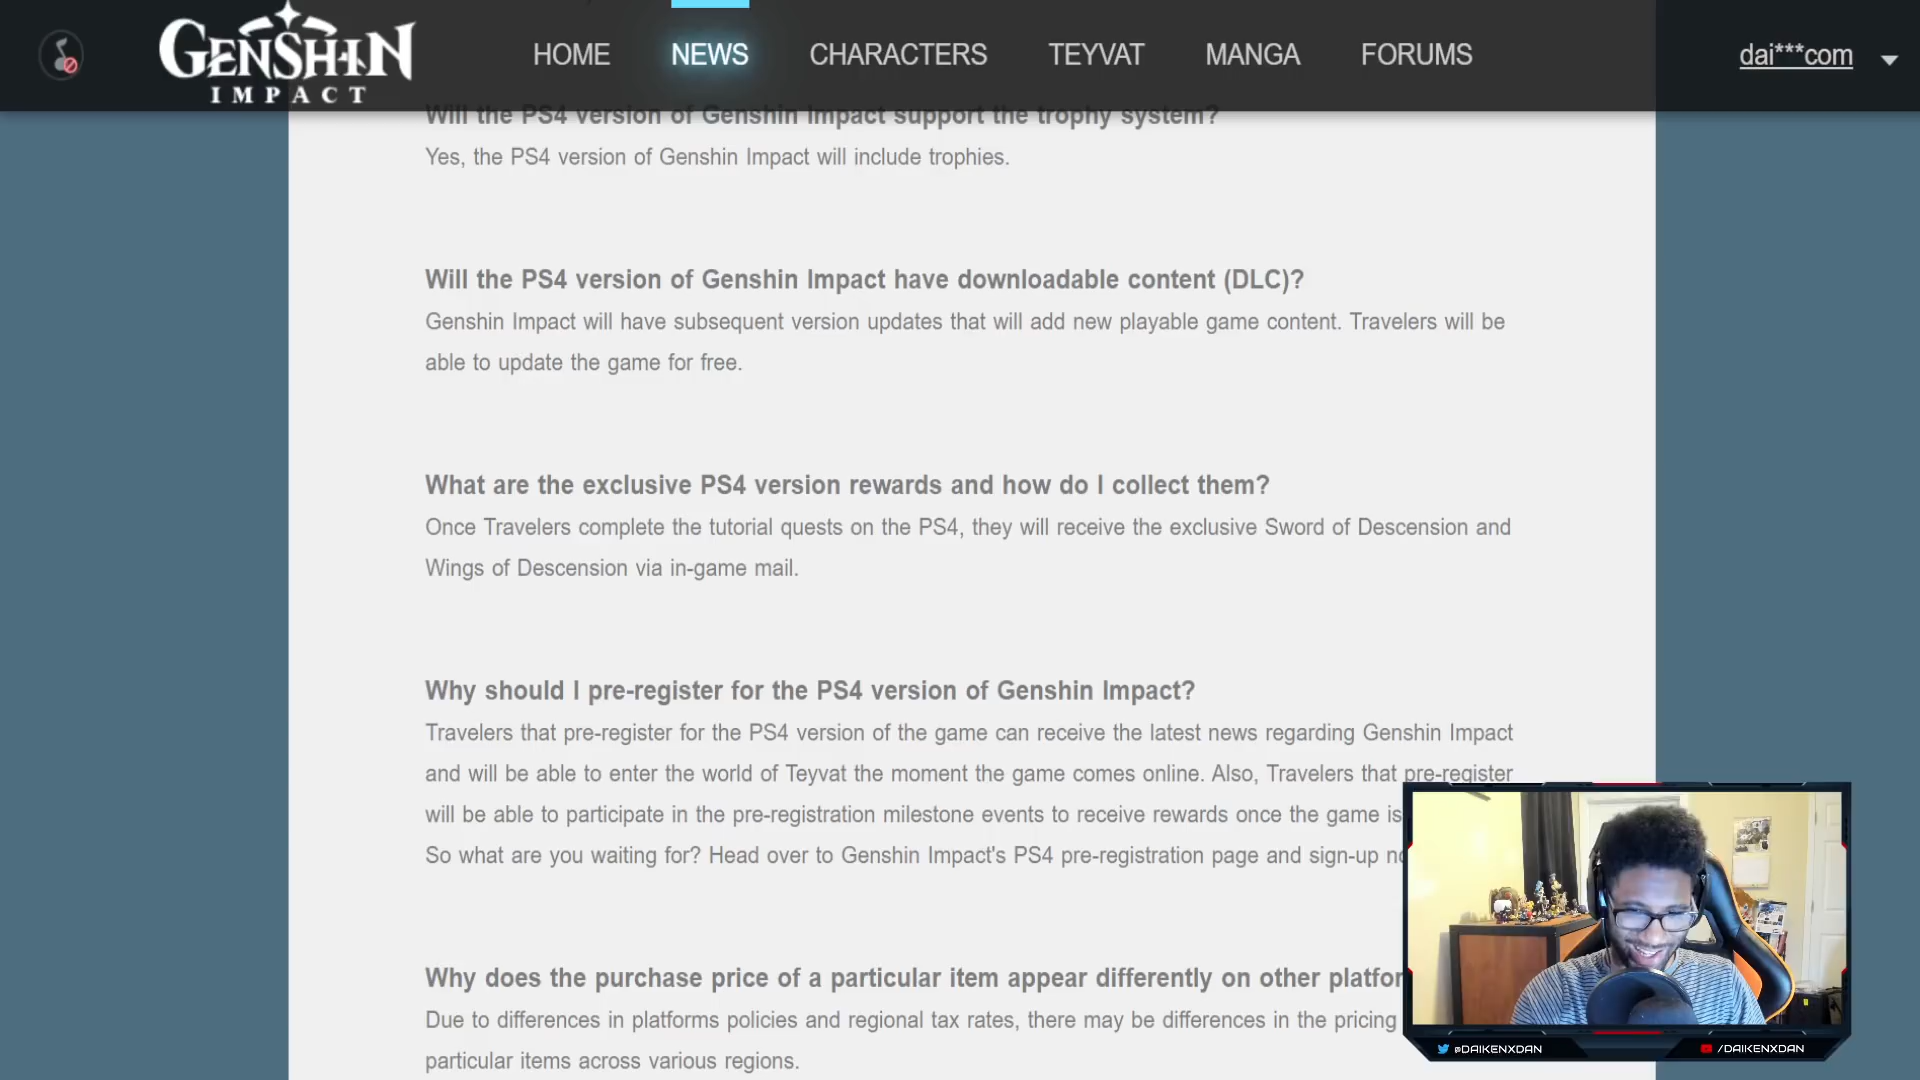 GENSHIN
IMPACT
HOME NEWS CHARACTERS TEYVAT MANGA FORUMS
dai***com
Will the PS4 version of Genshin Impact support the trophy system?
Yes, the PS4 version of Genshin Impact will include trophies.
Will the PS4 version of Genshin Impact have downloadable content (DLC)?
Genshin Impact will have subsequent version updates that will add new playable game content. Travelers will be
able to update the game for free.
What are the exclusive PS4 version rewards and how do I collect them?
Once Travelers complete the tutorial quests on the PS4, they will receive the exclusive Sword of Descension and
Wings of Descension via in-game mail.
Why should I pre-register for the PS4 version of Genshin Impact?
Travelers that pre-register for the PS4 version of the game can receive the latest news regarding Genshin Impact
and will be able to enter the world of Teyvat the moment the game comes online. Also, Travelers that pre-register
will be able to participate in the pre-registration milestone events to receive rewards once the game is
So what are you waiting for? Head over to Genshin Impact's PS4 pre-registration page and sign-up
Why does the purchase price of a particular item appear differently on other
Due to differences in platforms policies and regional tax rates, there may be differences in the pricing
particular items across various regions.
@DAIKENXDAN
/DAIKENXDAN